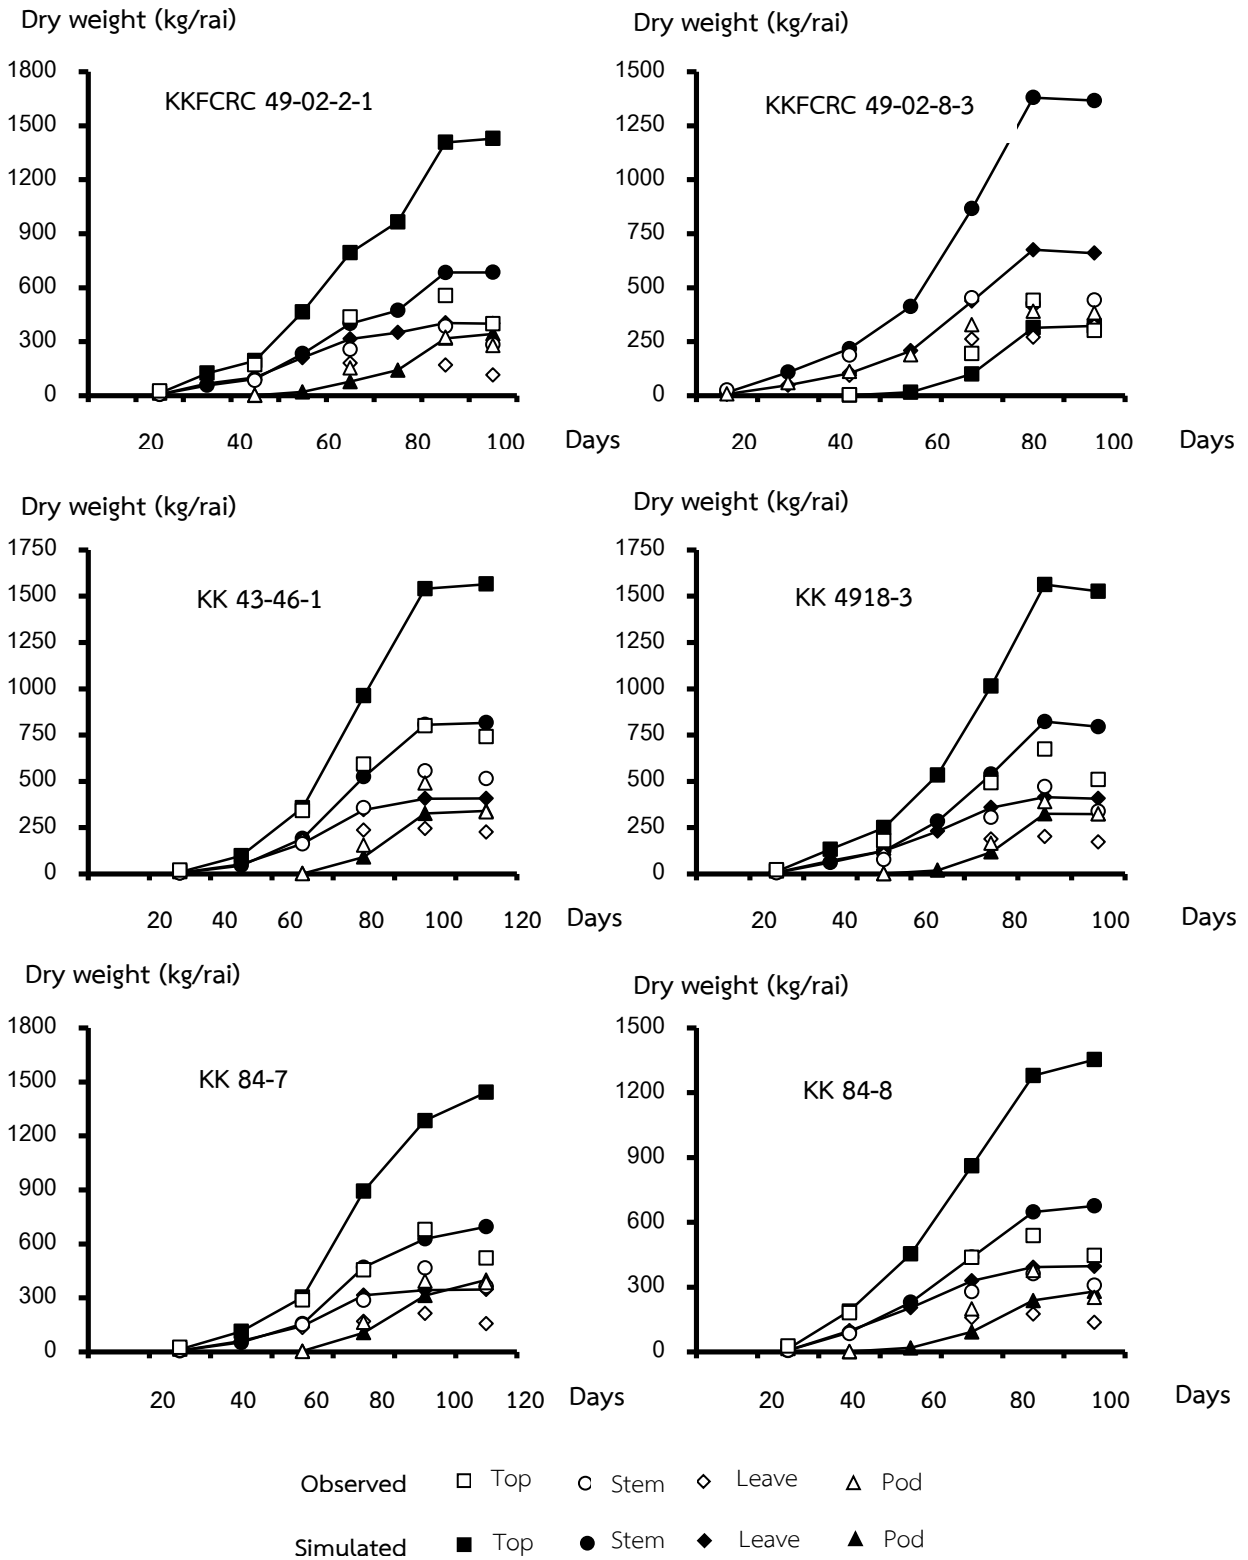 Dry weight (kg/rai)
1800
1500
1200
900
600
300
0
KKFCRC 49-02-2-1
20 40 60 80 100 Days
Dry weight (kg/rai)
1500
1250
1000
750
500
250
0
KKFCRC 49-02-8-3
20 40 60 80 100 Days
Dry weight (kg/rai)
1750
1500
1250
1000
750
500
250
0
KK 43-46-1
20 40 60 80 100 120 Days
Dry weight (kg/rai)
1750
1500
1250
1000
750
500
250
0
KK 4918-3
20 40 60 80 100 Days
Dry weight (kg/rai)
1800
1500
1200
900
600
300
0
KK 84-7
20 40 60 80 100 120 Days
Dry weight (kg/rai)
1500
1200
900
600
300
0
KK 84-8
20 40 60 80 100 Days
Observed Top Stem Leave Pod
Simulated Top Stem Leave Pod